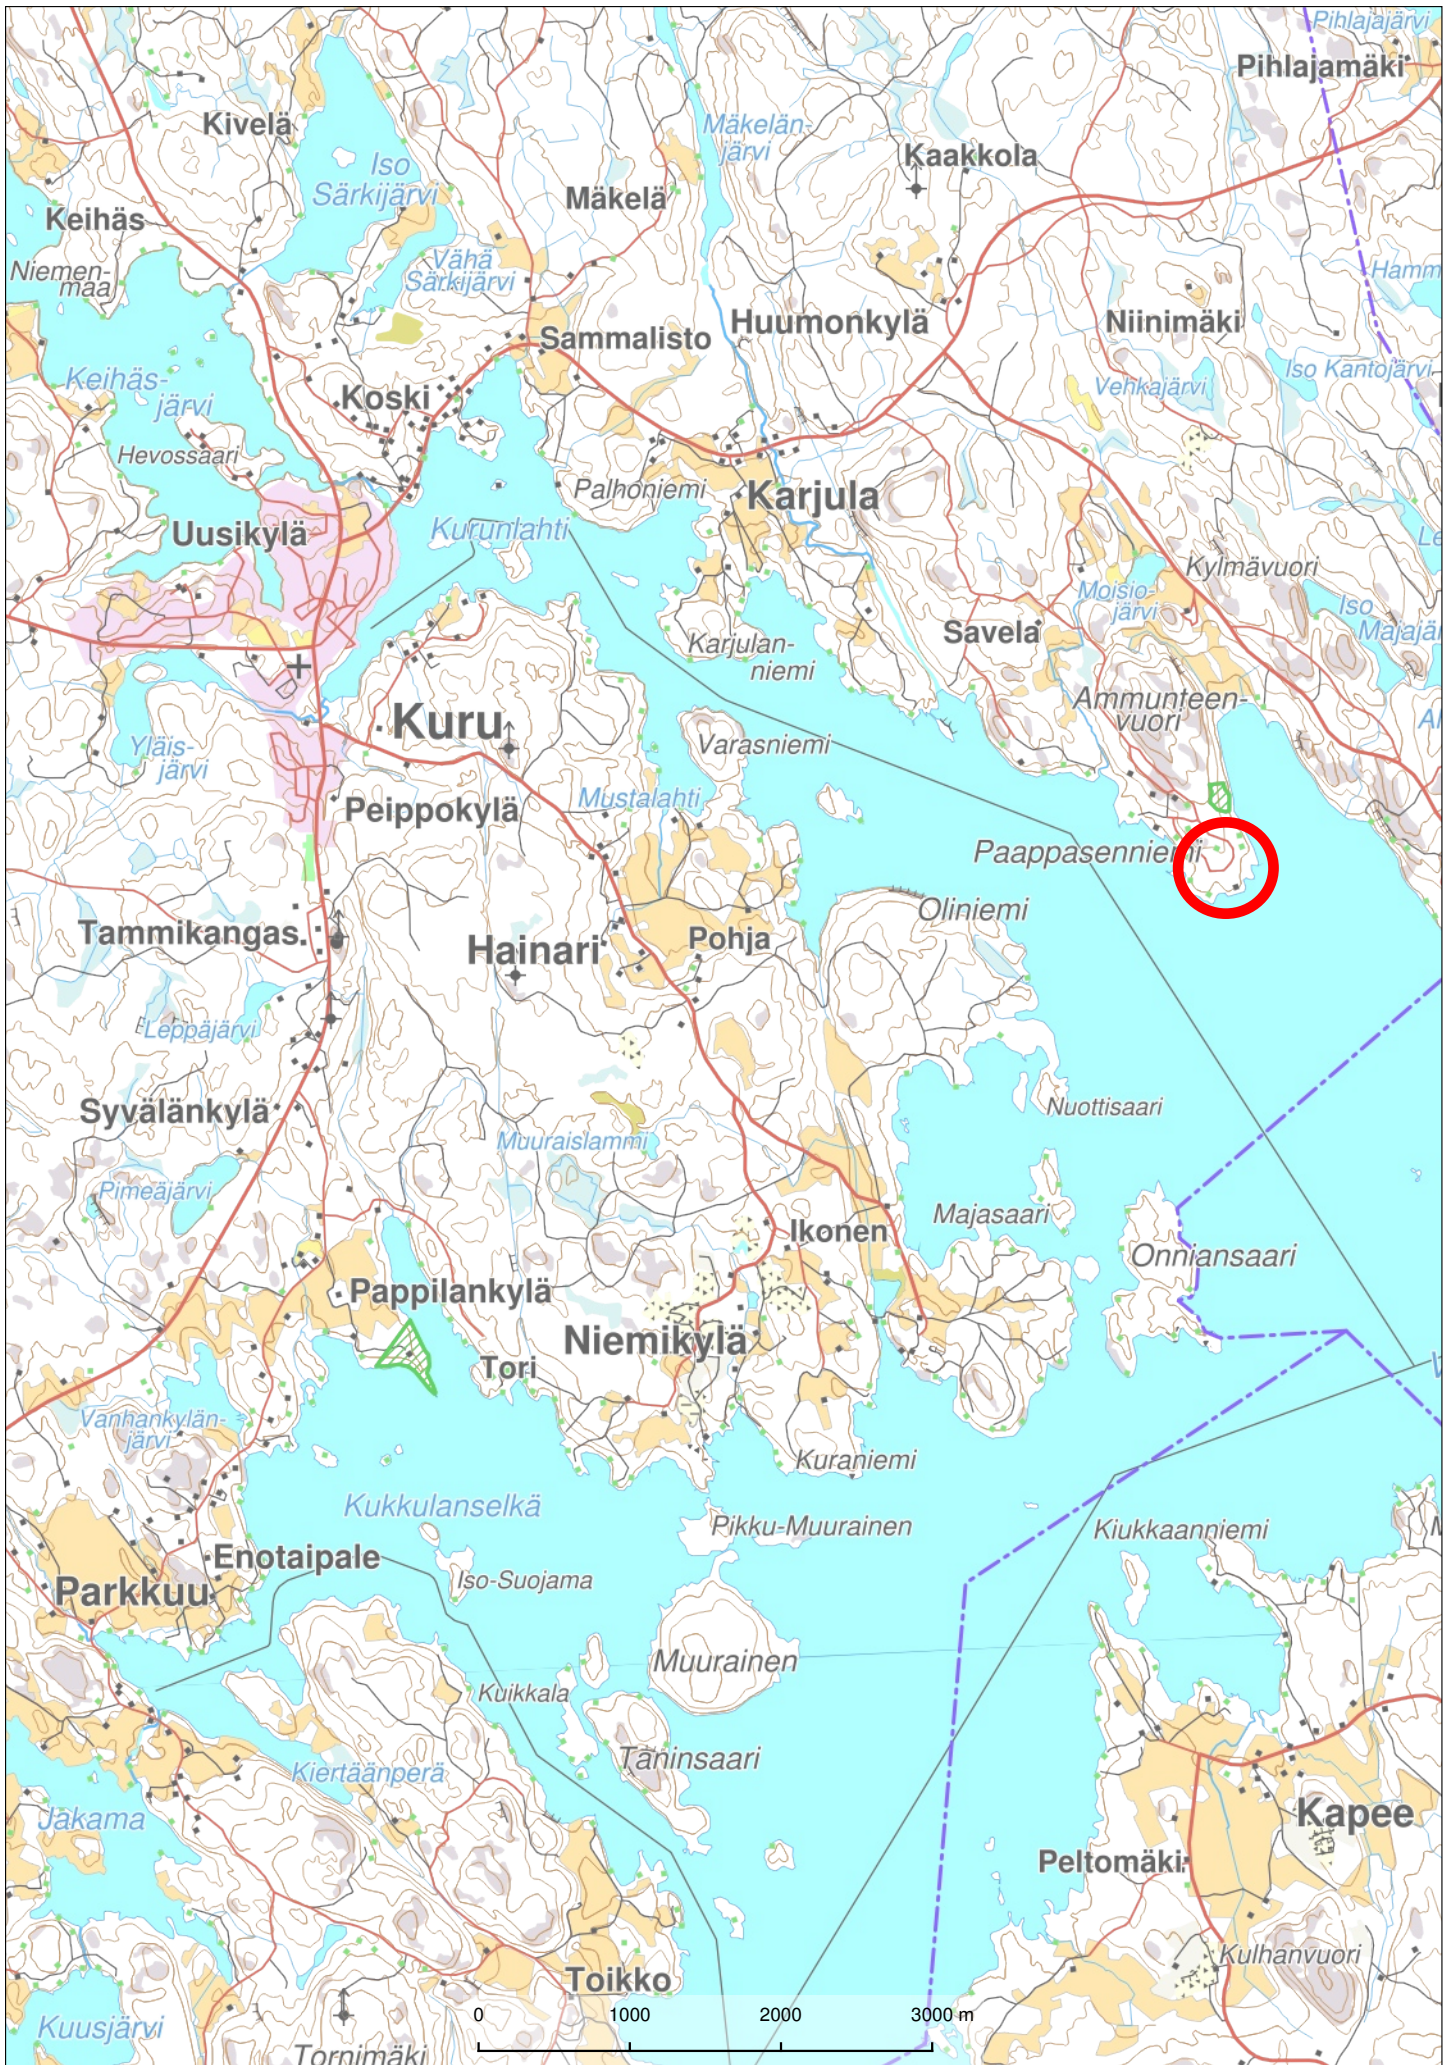 Pihlajajärvi
Pihlajamäki
Kivelä
Mäkelän-
järvi
Kaakkola
Iso
Särkijärvi
Mäkelä
Keihäs
Niemen-
maa
Vähä
Särkijärvi
Hamm
Sammalisto
Huumonkylä
Niinimäki
Iso Kantojärvi
Keihäs-
järvi
Koski
Vehkajärvi
Hevossaari
Palhoniemi
Karjula
Uusikylä
Kurunlahti
Le
Kylmävuori
Moisio-
järvi
Iso
Majajär
Savela
Karjulan-
niemi
Ammunteen-
vuori
Kuru
Varasniemi
Al
Yläis-
järvi
Mustalahti
Peippokylä
Paappasenniemi
Oliniemi
Tammikangas
Hainari
Pohja
Leppäjärvi
Syvälänkylä
Nuottisaari
Muuraislammi
Pimeäjärvi
Majasaari
Ikonen
Onniansaari
Pappilankylä
Niemikylä
Tori
V
Vanhankylän-
järvi
Kuraniemi
Kukkulanselkä
Pikku-Muurainen
Kiukkaanniemi
M
Enotaipale
Iso-Suojama
Parkkuu
Muurainen
Kuikkala
Taninsaari
Kiertäänperä
Jakama
Kapee
Peltomäki
Kulhanvuori
Toikko
0 1000 2000 3000 m
Kuusjärvi
Tornimäki